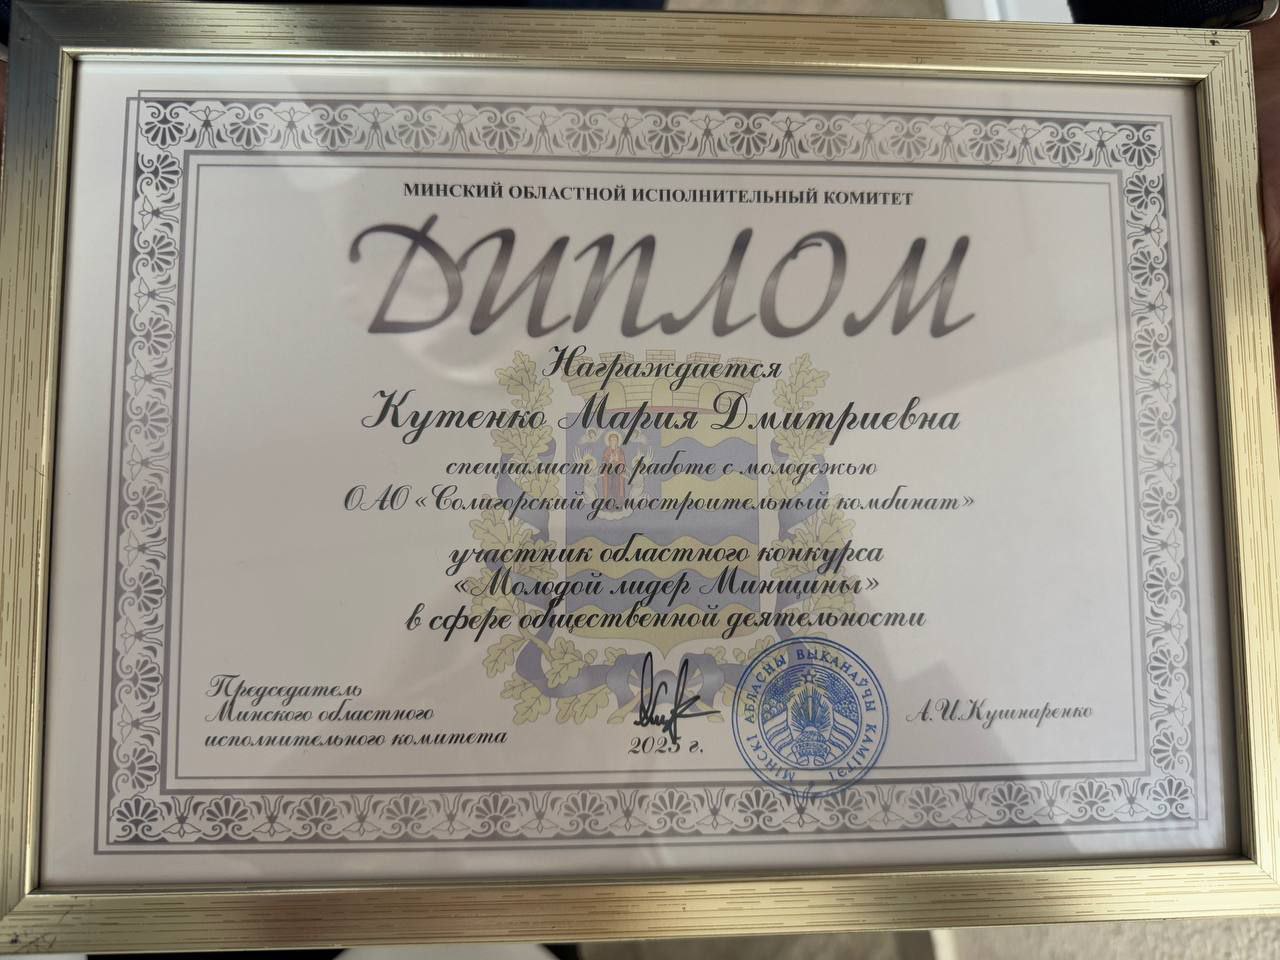 МИНСКИЙ ОБЛАСТНОЙ ИСПОЛНИТЕЛЬНЫЙ КОМИТЕТ
ДИПЛОМ
Награждается
Кутенко Мария Дмитриевна
специалист по работе с молодежью
ОАО «Солигорский домостроительный комбинат»
участник областного конкурса
«Молодой лидер Минщины»
в сфере общественной деятельности
Председатель
Минского областного
исполнительного комитета
А.И.Кушнаренко
2025 г.
МІНСКІ АБЛАСНЫ ВЫКАНАЎЧЫ КАМІТЭТ